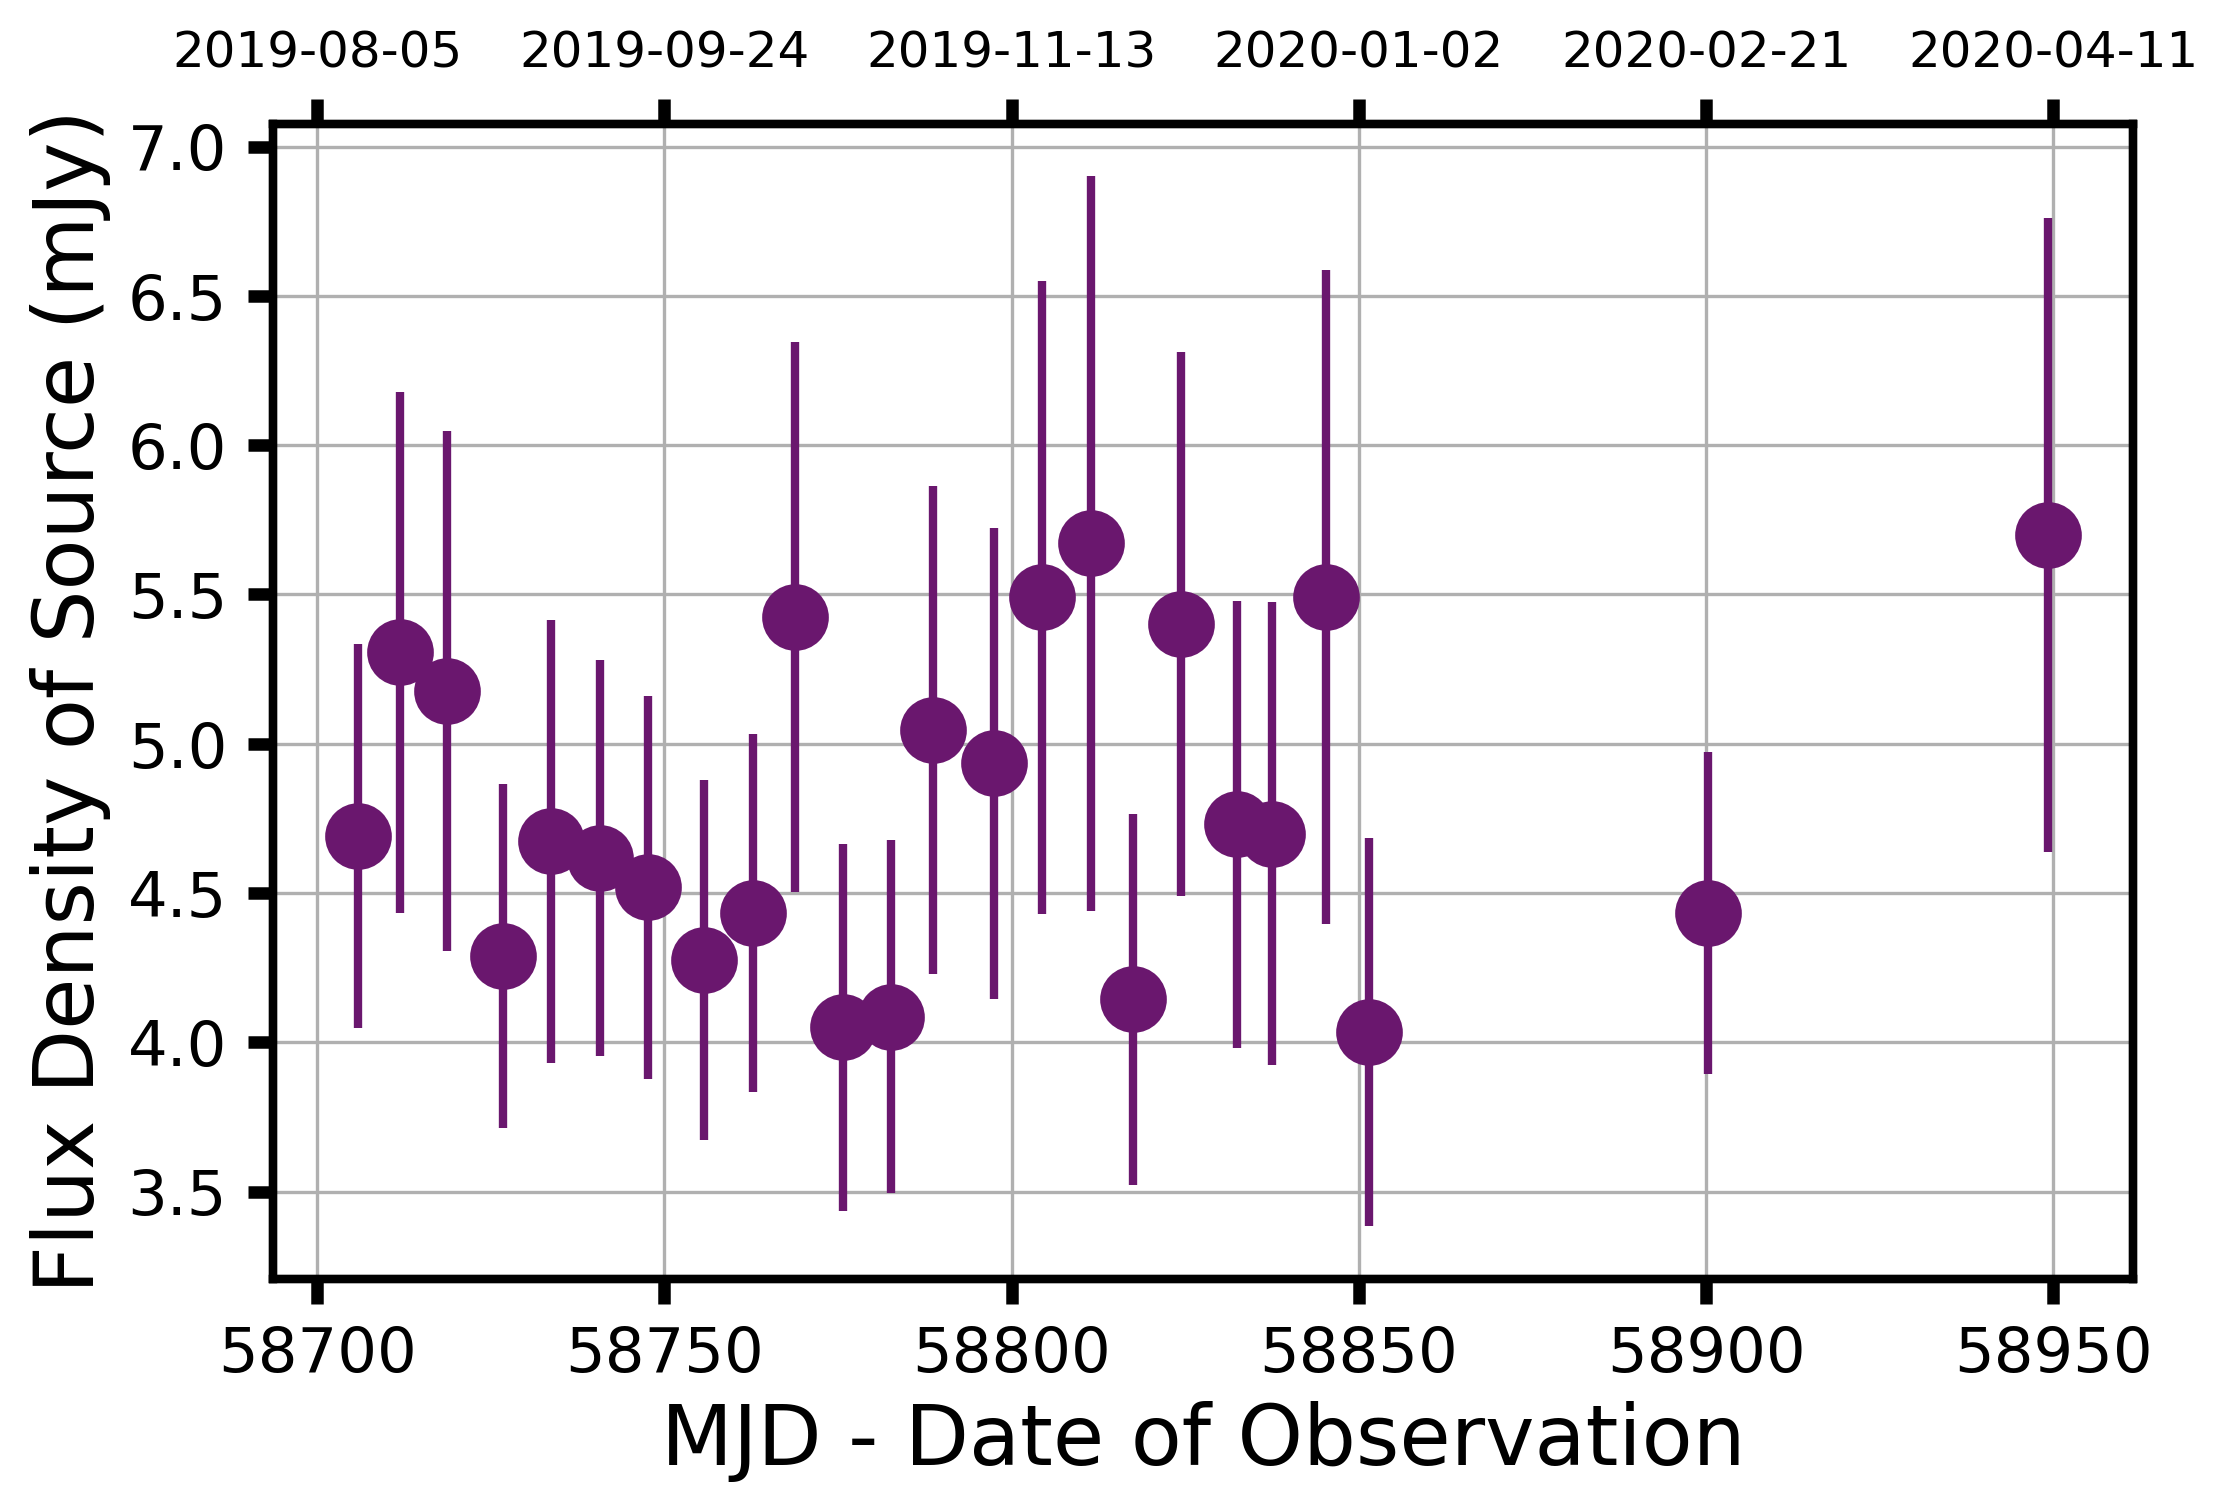 2019-08-05 2019-09-24 2019-11-13 2020-01-02 2020-02-21 2020-04-11
Flux Density of Source (mJy)
7.0
6.5
6.0
5.5
5.0
4.5
4.0
3.5
58700 58750 58800 58850 58900 58950
MJD - Date of Observation